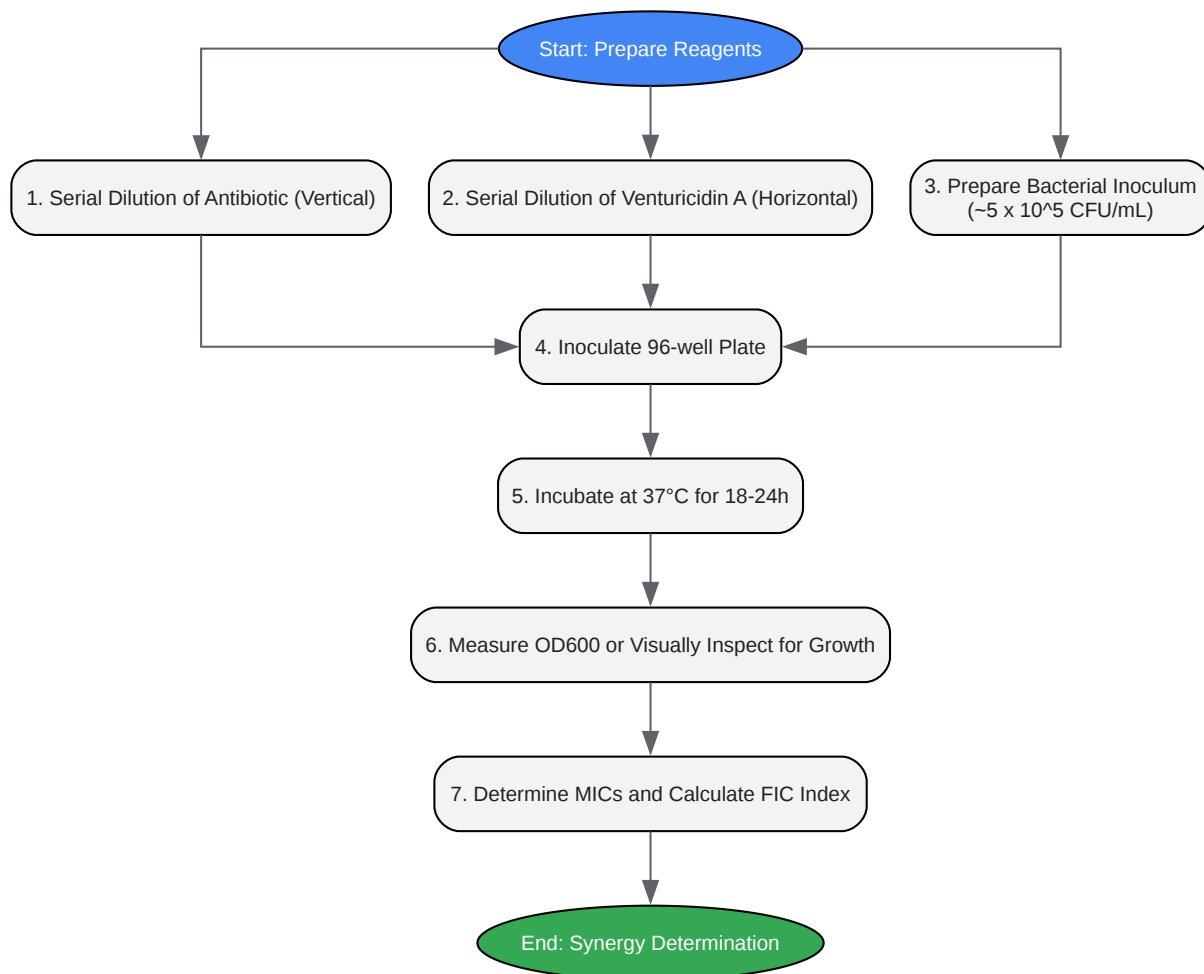 Start: Prepare Reagents
1. Serial Dilution of Antibiotic (Vertical)
2. Serial Dilution of Venturicidin A (Horizontal)
3. Prepare Bacterial Inoculum
(~5 x 10^5 CFU/mL)
4. Inoculate 96-well Plate
5. Incubate at 37°C for 18-24h
6. Measure OD600 or Visually Inspect for Growth
7. Determine MICs and Calculate FIC Index
End: Synergy Determination